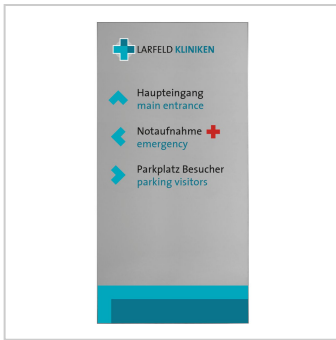 LARFELD KLINIKEN
Haupteingang
main entrance
Notaufnahme
emergency
Parkplatz Besucher
parking visitors